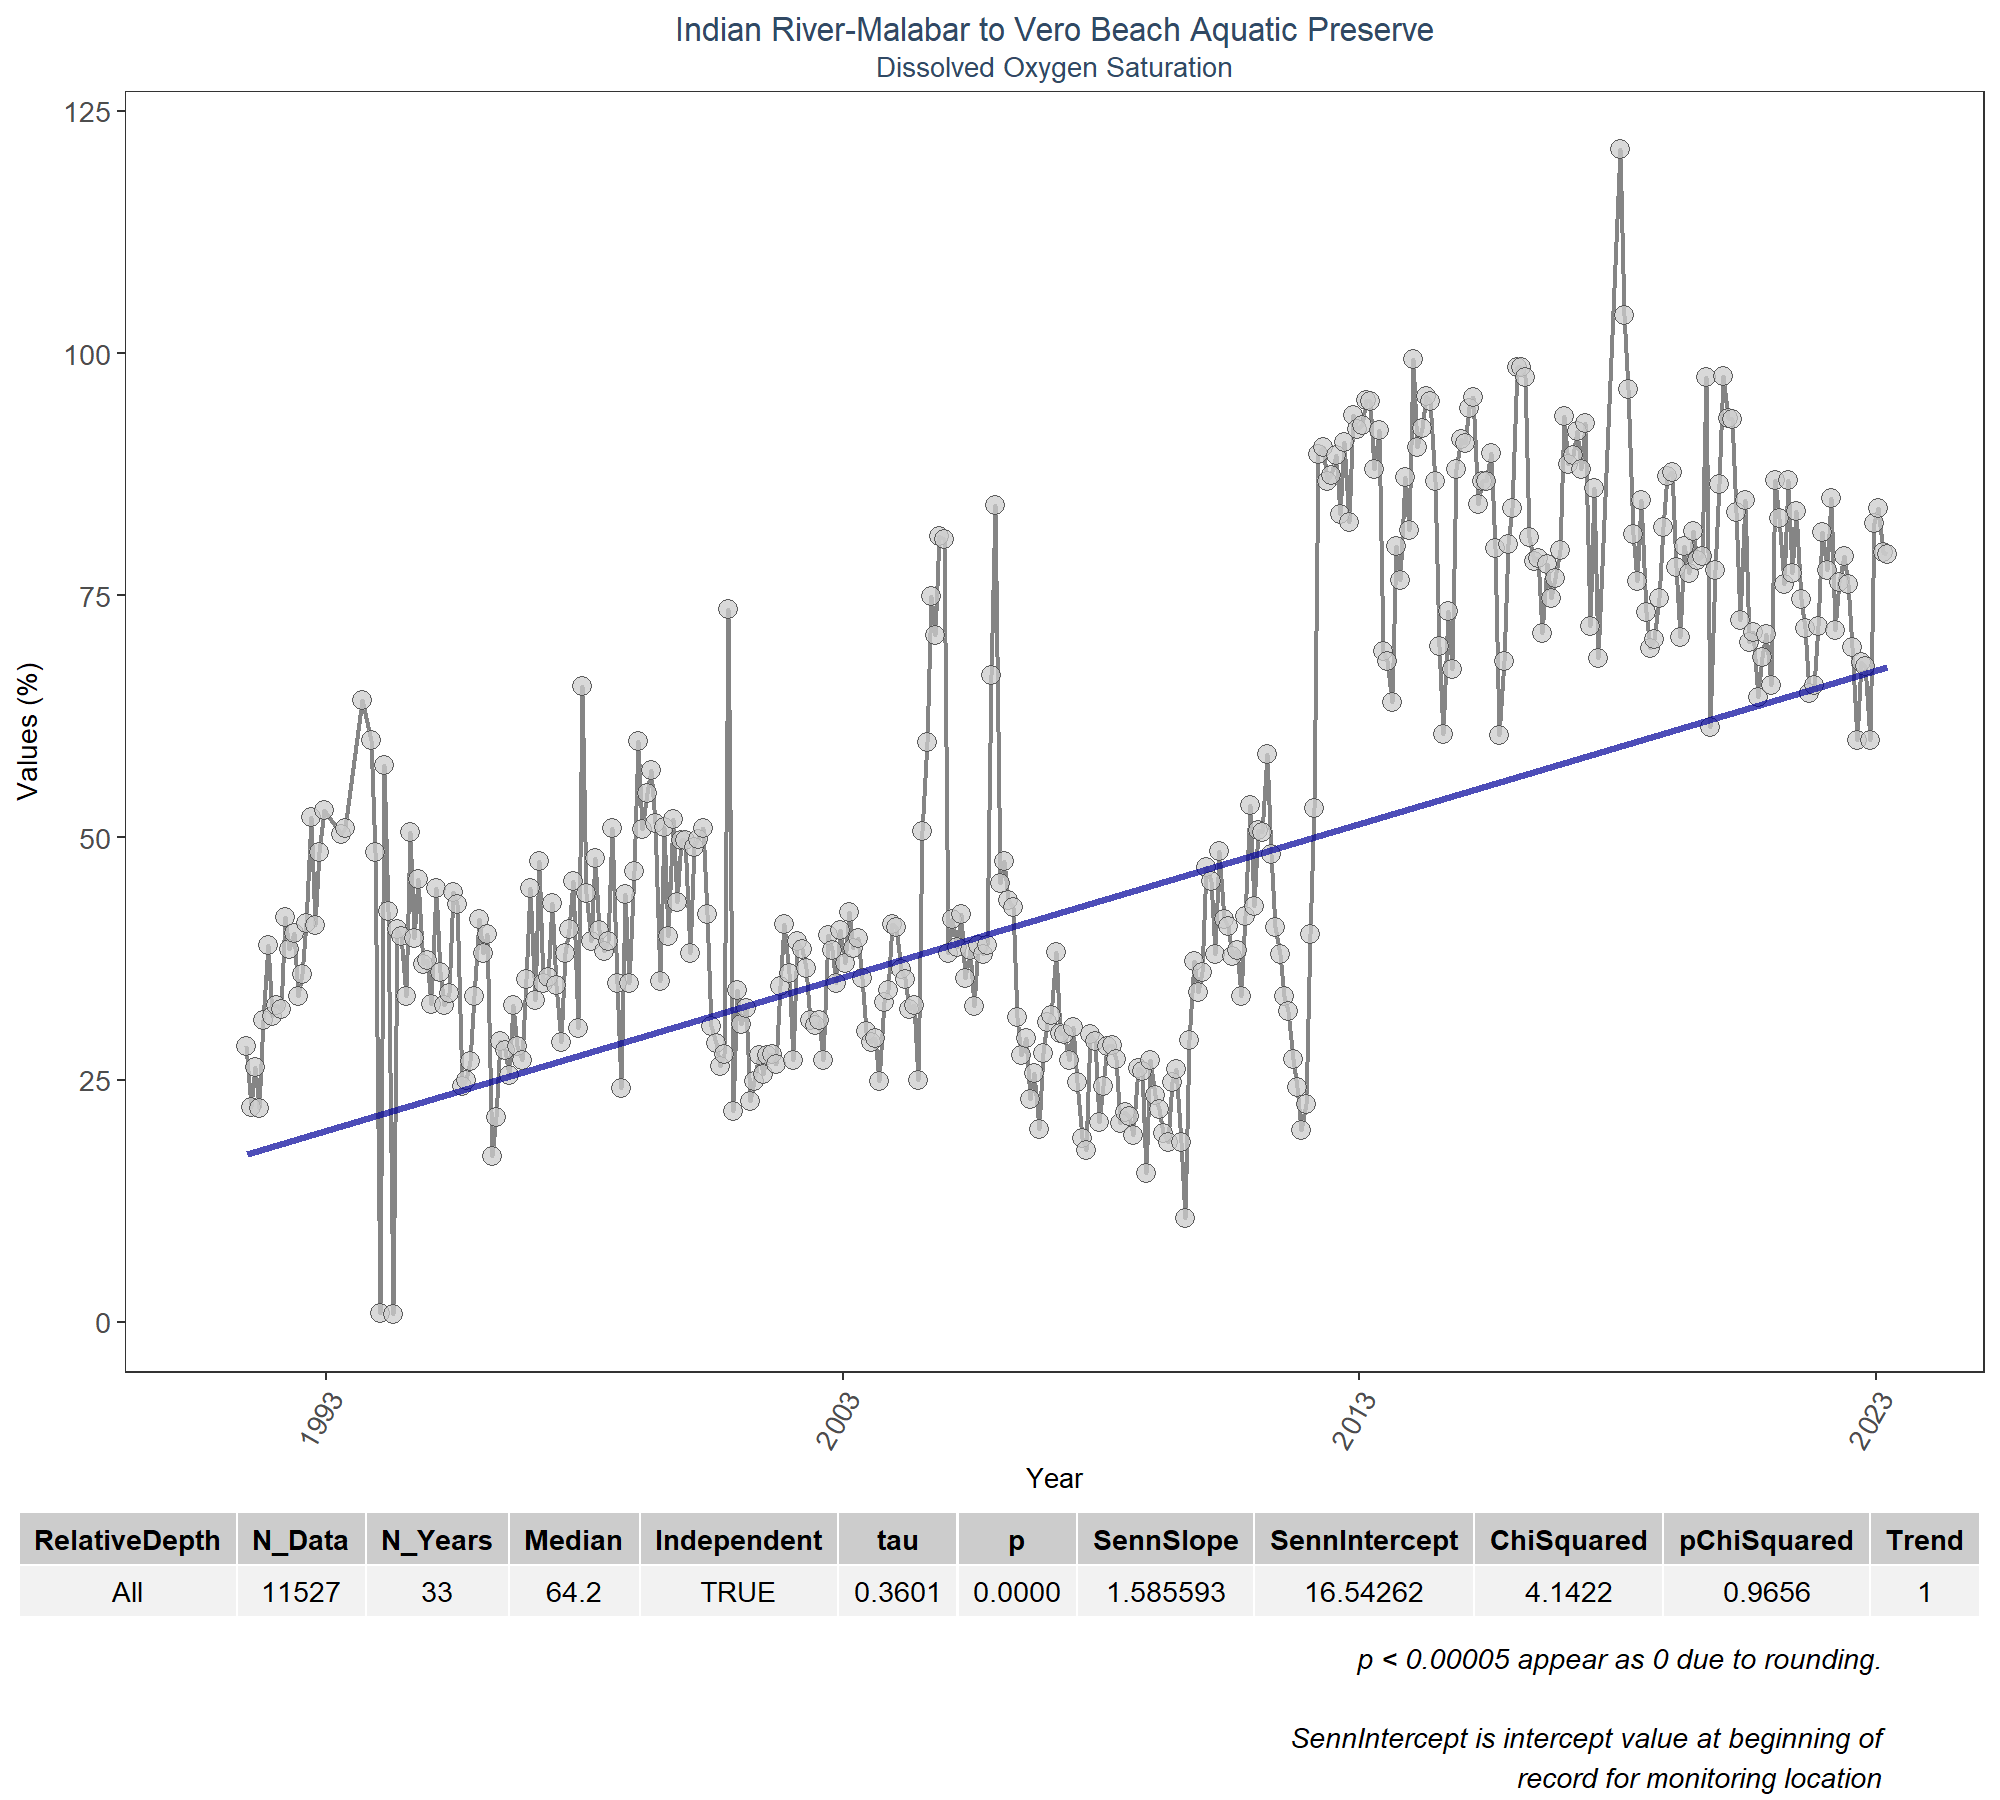 Indian River-Malabar to Vero Beach Aquatic Preserve
Dissolved Oxygen Saturation
125
100
75
50
25
0
Values (%)
1993
2003
2013
2023
Year
RelativeDepth N_Data N_Years Median Independent tau p SennSlope SennIntercept ChiSquared pChiSquared Trend
All 11527 33 64.2 TRUE 0.3601 0.0000 1.585593 16.54262 4.1422 0.9656 1
p < 0.00005 appear as 0 due to rounding.
SennIntercept is intercept value at beginning of
record for monitoring location